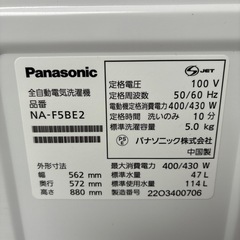 Panasonic
全自動電気洗濯機
品番
NA-F5BE2
外形寸法
幅 562 mm
奥行 572 mm
高さ 880 mm
JET
定格電圧 100 V
定格周波数 50/60 Hz
電動機定格消費電力 400/430 W
定格時間 洗いのみ 10 分
標準洗濯容量 5.0 kg
パナソニック株式会社
中国製
最大消費電力 400/430 W
標準水量 47 L
標準使用水量 114 L
製造番号 22O3400706